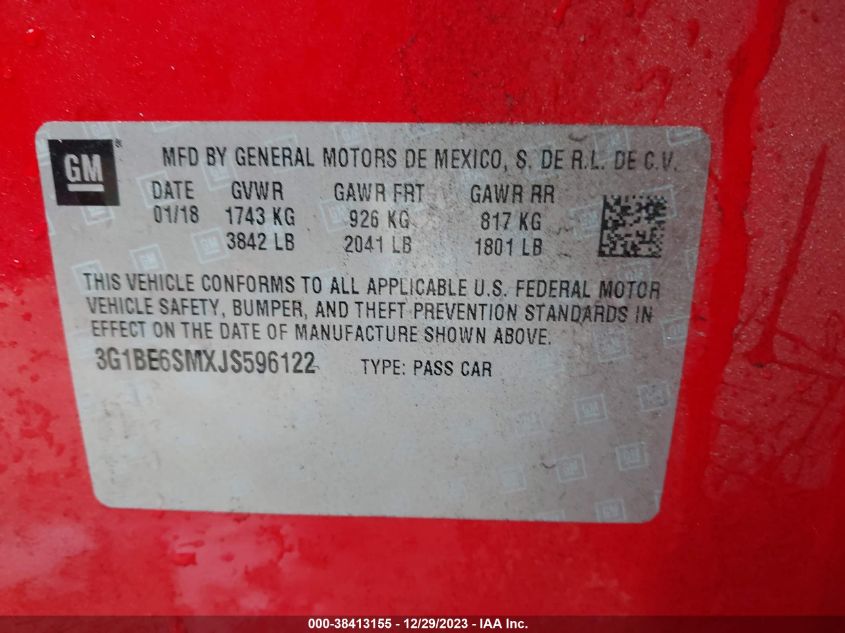 GM ® MFD BY GENERAL MOTORS DE MEXICO, S. DE R.L. DE C.V.
DATE GVWR GAWR FRT GAWR RR
01/18 1743 KG 926 KG 817 KG
3842 LB 2041 LB 1801 LB
THIS VEHICLE CONFORMS TO ALL APPLICABLE U.S. FEDERAL MOTOR
VEHICLE SAFETY, BUMPER, AND THEFT PREVENTION STANDARDS IN
EFFECT ON THE DATE OF MANUFACTURE SHOWN ABOVE.
3G1BE6SMXJS596122 TYPE: PASS CAR
000-38413155 - 12/29/2023 - IAA Inc.